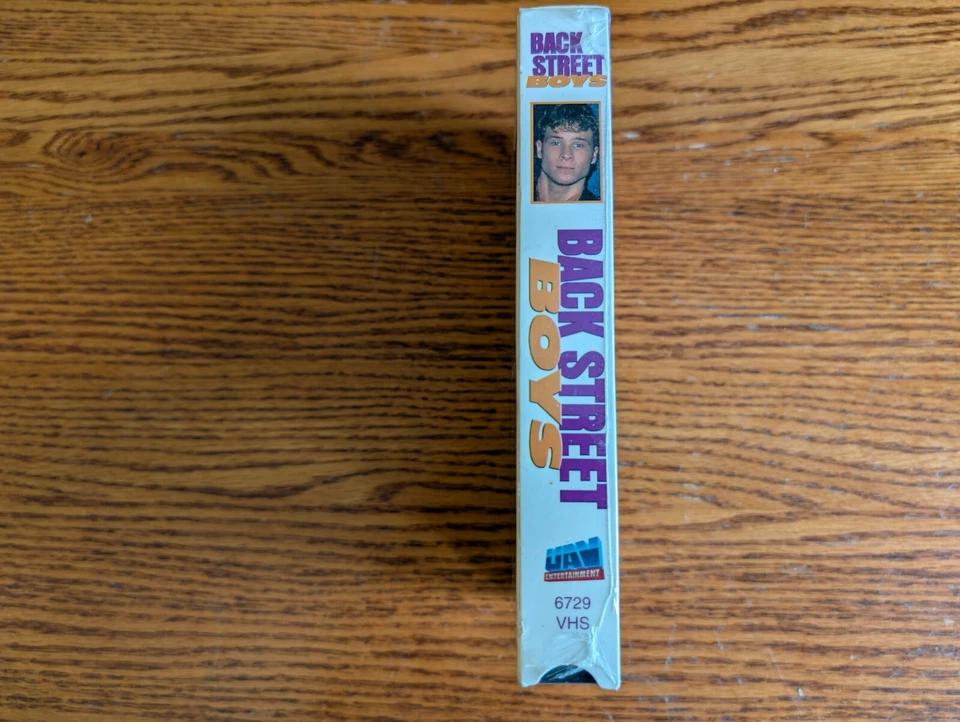 BACK
STREET
BOYS
BACK STREET
BOYS
UAV
ENTERTAINMENT
6729
VHS